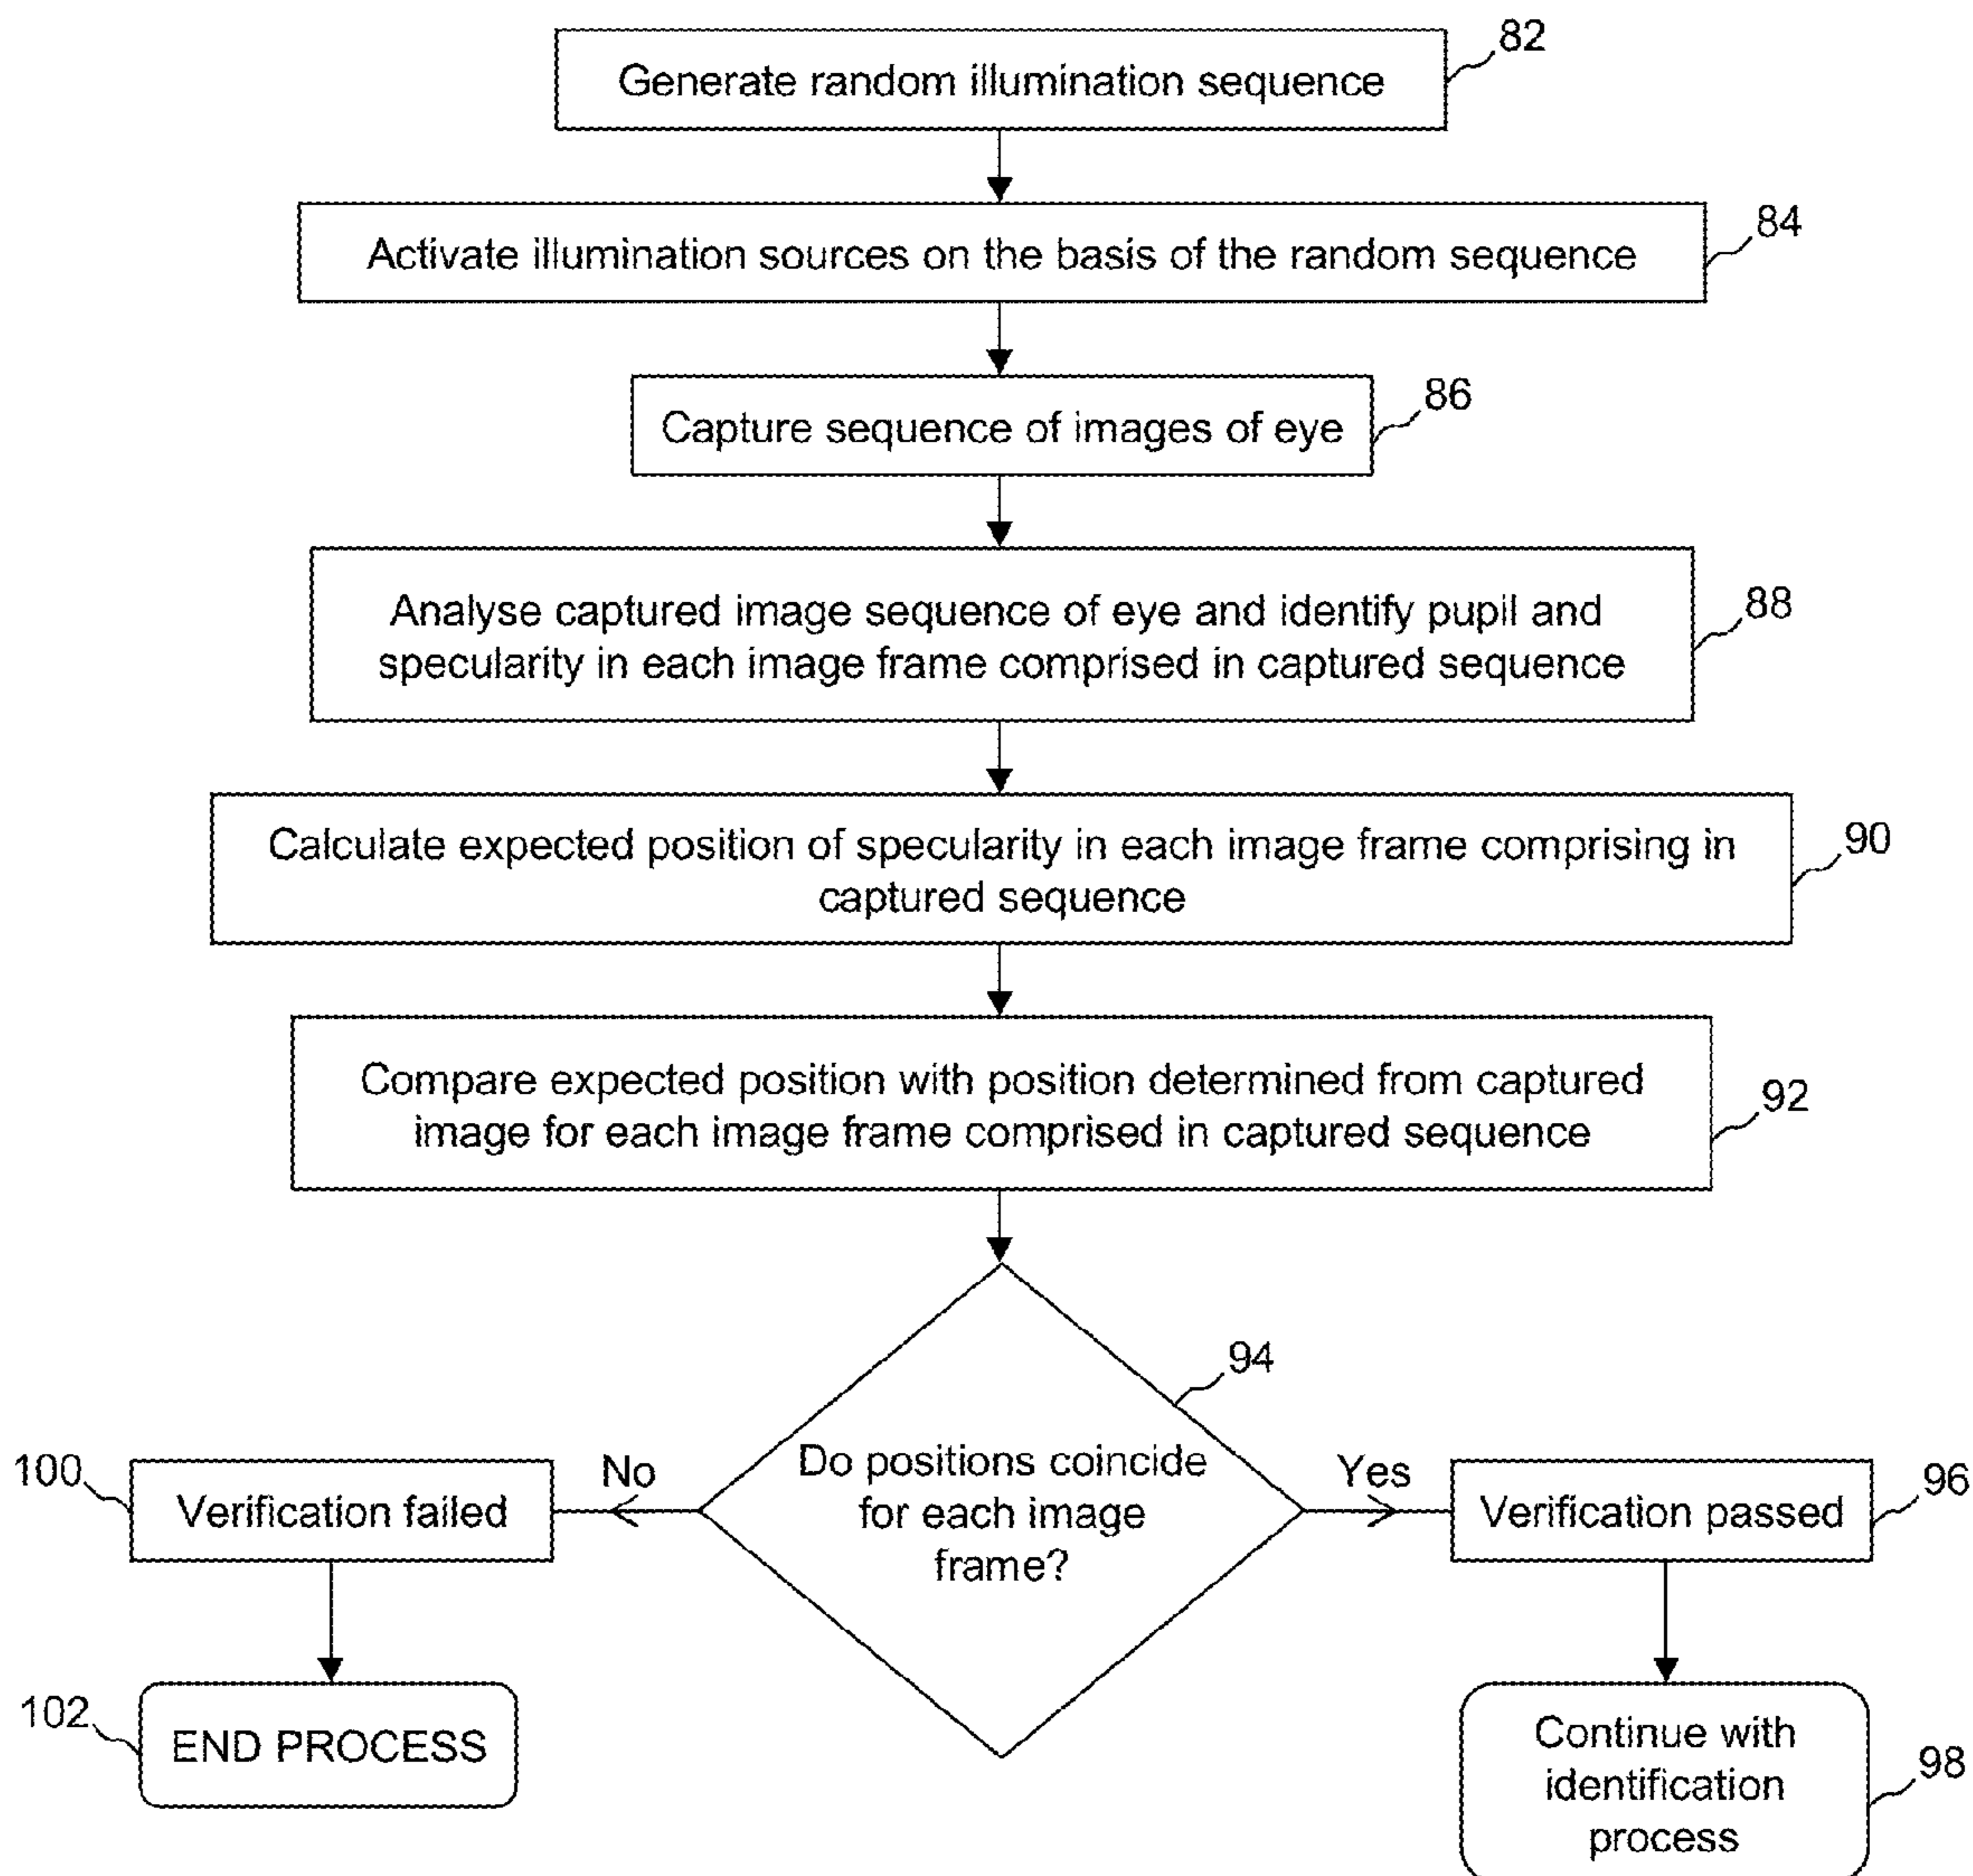 82
Generate random illumination sequence
84
Activate illumination sources on the basis of the random sequence
86
Capture sequence of images of eye
88
Analyse captured image sequence of eye and identify pupil and
specularity in each image frame comprised in captured sequence
90
Calculate expected position of specularity in each image frame comprising in
captured sequence
92
Compare expected position with position determined from captured
image for each image frame comprised in captured sequence
94
Do positions coincide
for each image
frame?
No
Yes
100
Verification failed
96
Verification passed
102
END PROCESS
98
Continue with
identification
process